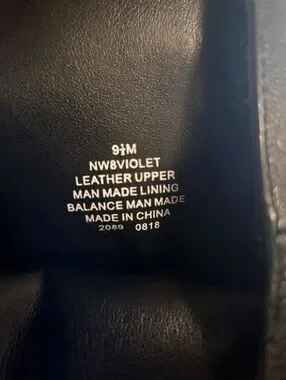 9½M
NW8VIOLET
LEATHER UPPER
MAN MADE LINING
BALANCE MAN MADE
MADE IN CHINA
2089 0818